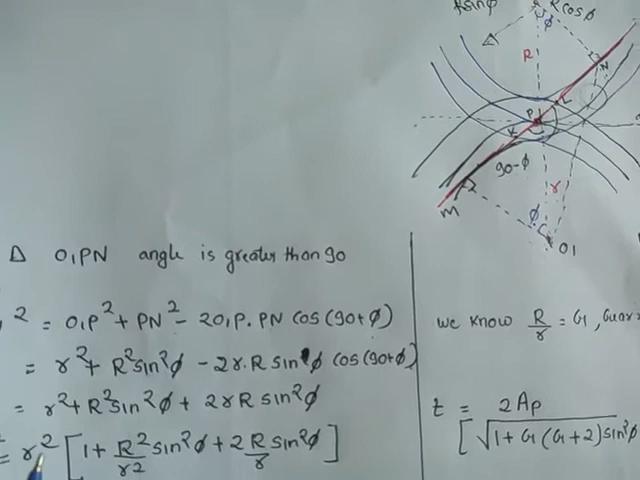 Rsinϕ
Rcosϕ
ϕ
R
N
P
L
K
90-ϕ
r
M
ϕ
O1
Δ O1PN angle is greater than 90
² = O1P² + PN² - 2O1P.PN cos(90+ϕ)
= r² + R²sin²ϕ - 2r.R sinϕ cos(90+ϕ)
= r² + R²sin²ϕ + 2rR sin²ϕ
= r² [1 + R²/r² sin²ϕ + 2R/r sin²ϕ]
we know R/r = G,
t = 2Ap / [√1+G(G+2)sin²ϕ